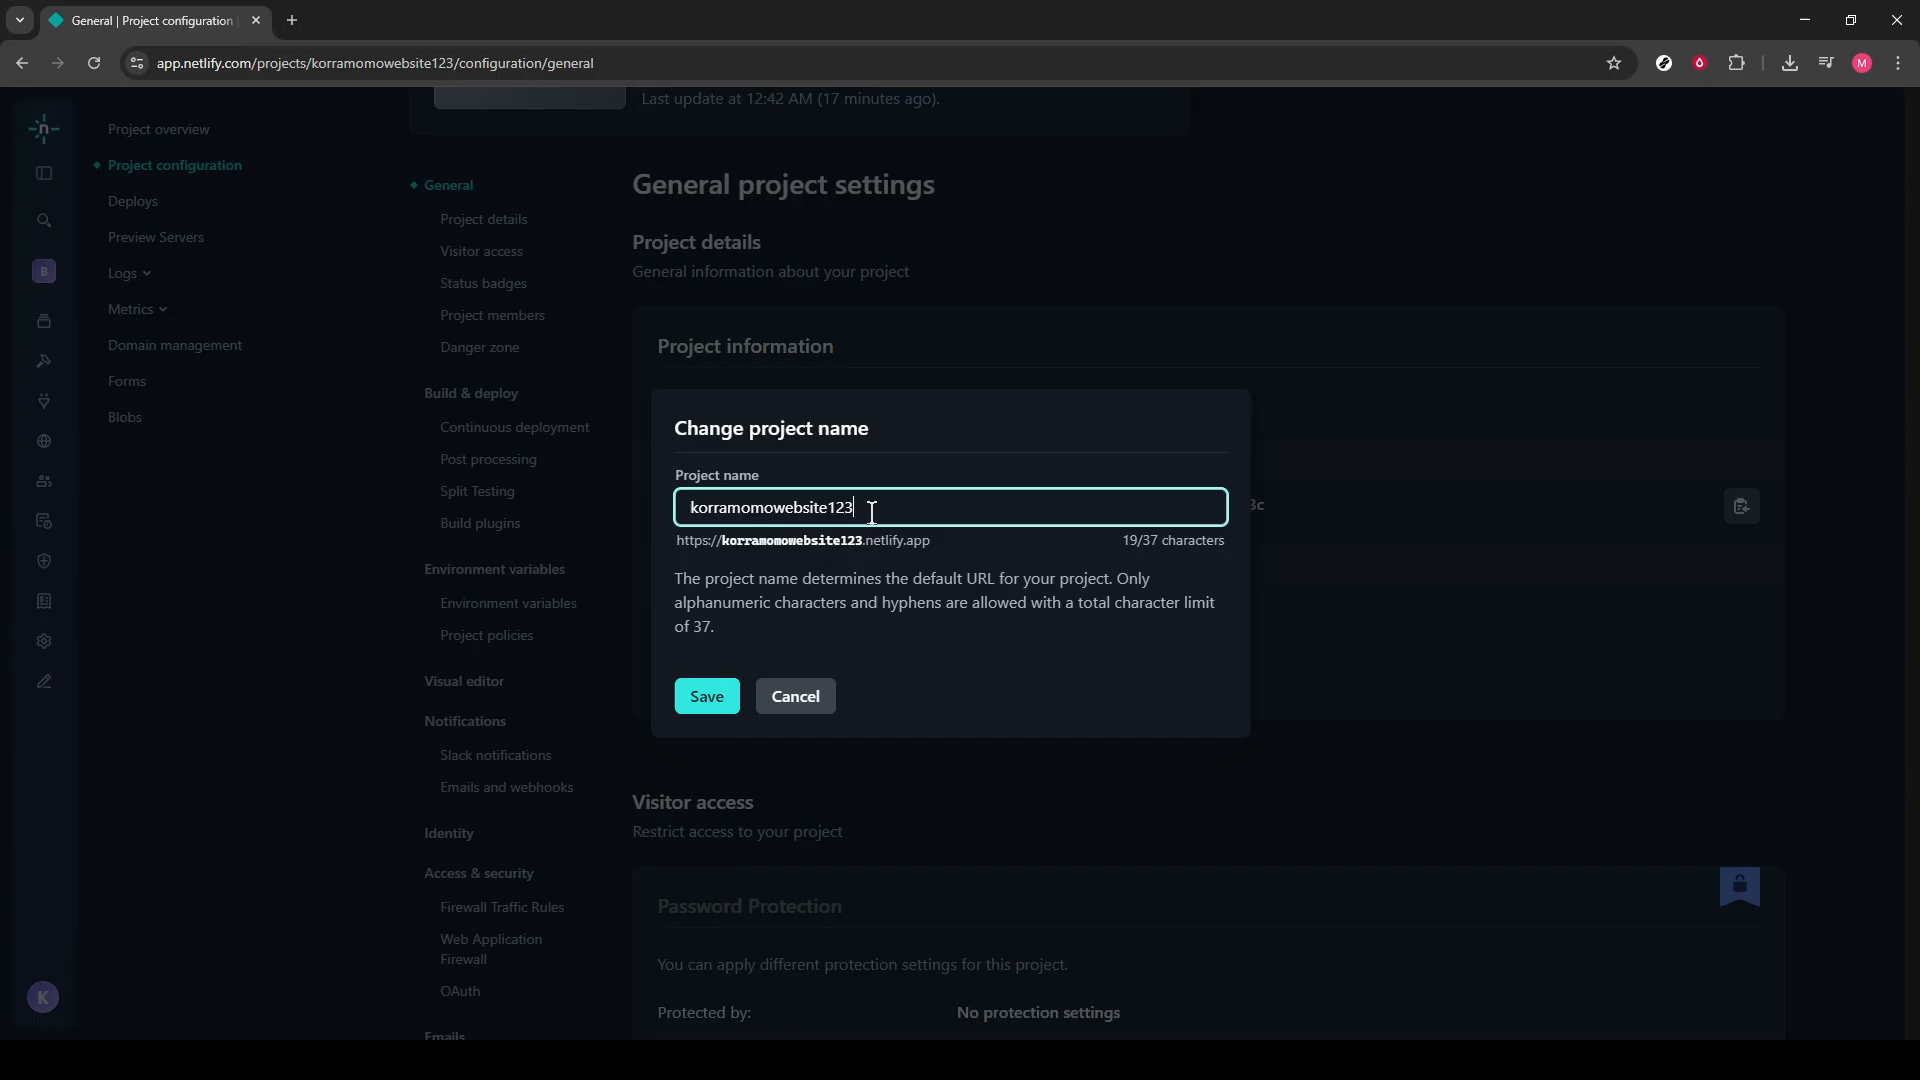 General | Project configuration
app.netlify.com/projects/korramomowebsite123/configuration/general
M
Last update at 12:42 AM (17 minutes ago).
n
B
K
Project overview
Project configuration
Deploys
Preview Servers
Logs
Metrics
Domain management
Forms
Blobs
General
Project details
Visitor access
Status badges
Project members
Danger zone
Build & deploy
Continuous deployment
Post processing
Split Testing
Build plugins
Environment variables
Environment variables
Project policies
Visual editor
Notifications
Slack notifications
Emails and webhooks
Identity
Access & security
Firewall Traffic Rules
Web Application
Firewall
OAuth
Emails
General project settings
Project details
General information about your project
Project information
Change project name
Project name
korramomowebsite123
https://korramomowebsite123.netlify.app
19/37 characters
The project name determines the default URL for your project. Only
alphanumeric characters and hyphens are allowed with a total character limit
of 37.
Save
Cancel
Visitor access
Restrict access to your project
Password Protection
You can apply different protection settings for this project.
Protected by:
No protection settings